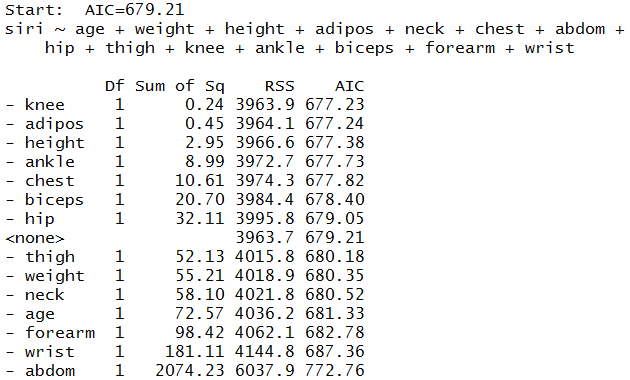 Start:  AIC=679.21
siri ~ age + weight + height + adipos + neck + chest + abdom +
    hip + thigh + knee + ankle + biceps + forearm + wrist

          Df Sum of Sq    RSS    AIC
- knee     1      0.24 3963.9 677.23
- adipos   1      0.45 3964.1 677.24
- height   1      2.95 3966.6 677.38
- ankle    1      8.99 3972.7 677.73
- chest    1     10.61 3974.3 677.82
- biceps   1     20.70 3984.4 678.40
- hip      1     32.11 3995.8 679.05
<none>                 3963.7 679.21
- thigh    1     52.13 4015.8 680.18
- weight   1     55.21 4018.9 680.35
- neck     1     58.10 4021.8 680.52
- age      1     72.57 4036.2 681.33
- forearm  1     98.42 4062.1 682.78
- wrist    1    181.11 4144.8 687.36
- abdom    1   2074.23 6037.9 772.76